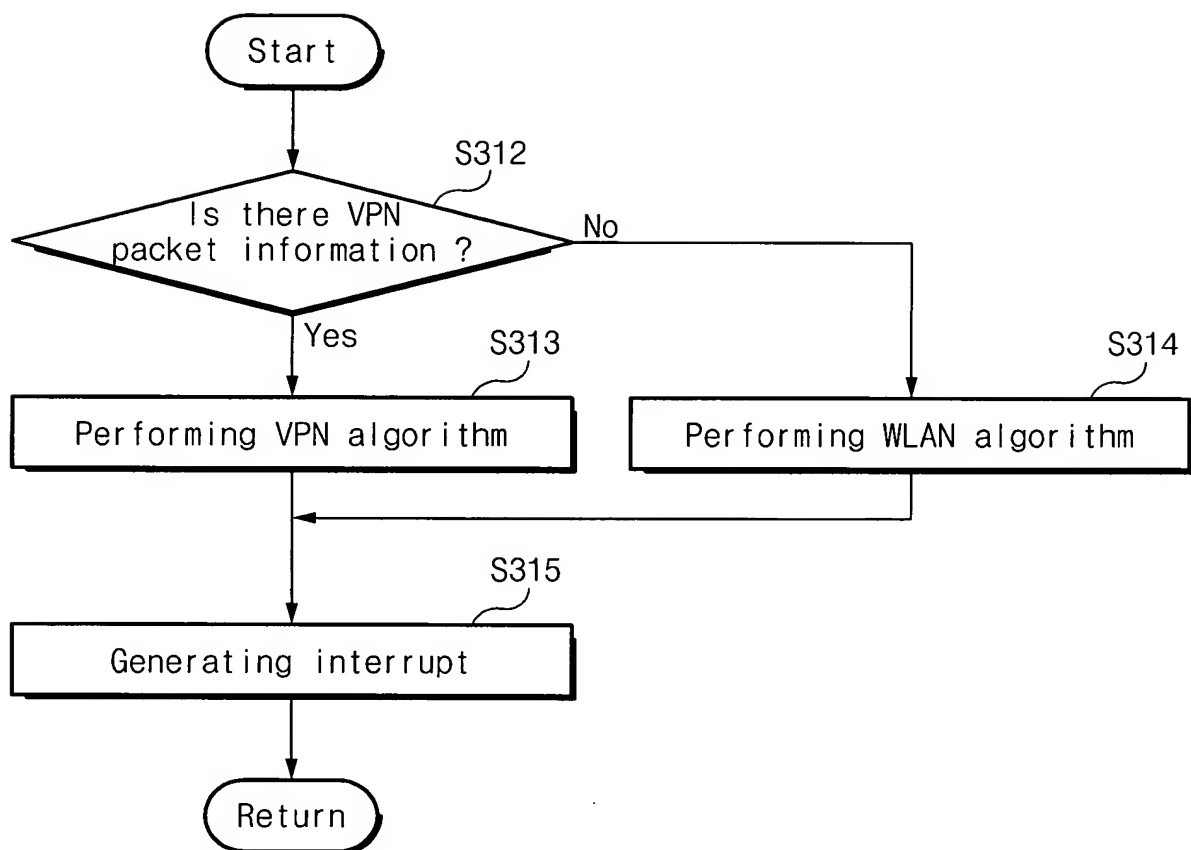 Start
S312
Is there VPN
packet information ?
No
Yes
S313
S314
Performing VPN algorithm
Performing WLAN algorithm
S315
Generating interrupt
Return